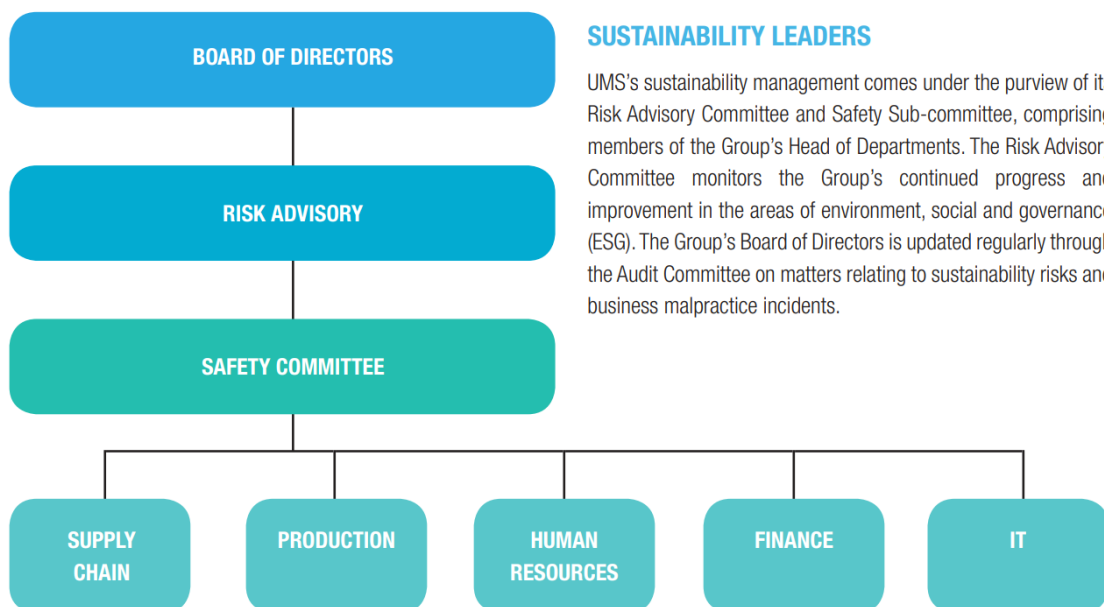 BOARD OF DIRECTORS
RISK ADVISORY
SAFETY COMMITTEE
SUPPLY
CHAIN
PRODUCTION
HUMAN
RESOURCES
FINANCE
IT
SUSTAINABILITY LEADERS
UMS’s sustainability management comes under the purview of
Risk Advisory Committee and Safety Sub-committee, comprising
members of the Group’s Head of Departments. The Risk
Committee monitors the Group’s continued progress
improvement in the areas of environment, social and governance
(ESG). The Group’s Board of Directors is updated regularly through
the Audit Committee on matters relating to sustainability risks
business malpractice incidents.